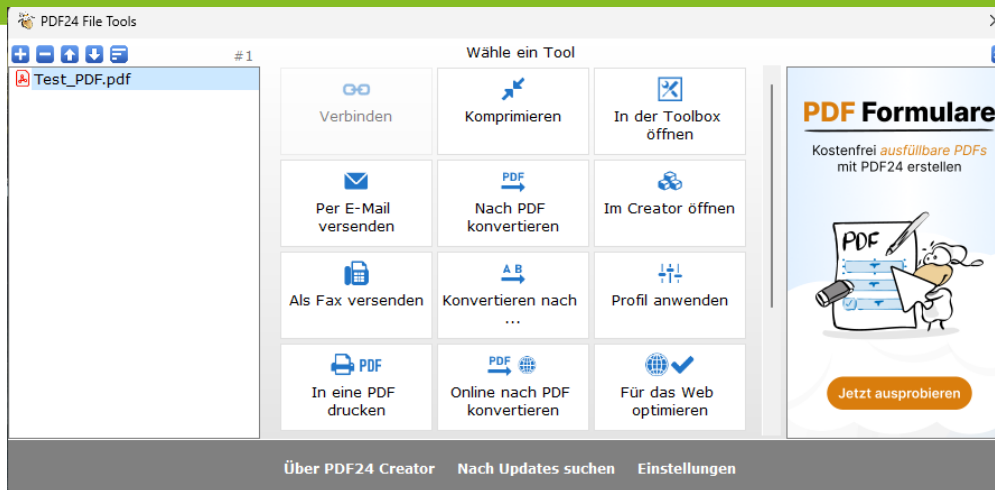 PDF24 File Tools
#1
Wähle ein Tool
Test_PDF.pdf
Verbinden
Komprimieren
In der Toolbox
öffnen
Per E-Mail
versenden
PDF
Nach PDF
konvertieren
Im Creator öffnen
Als Fax versenden
A B
Konvertieren nach
...
Profil anwenden
PDF
In eine PDF
drucken
PDF
Online nach PDF
konvertieren
Für das Web
optimieren
PDF Formulare
Kostenfrei ausfüllbare PDFs
mit PDF24 erstellen
PDF
Jetzt ausprobieren
Über PDF24 Creator Nach Updates suchen Einstellungen